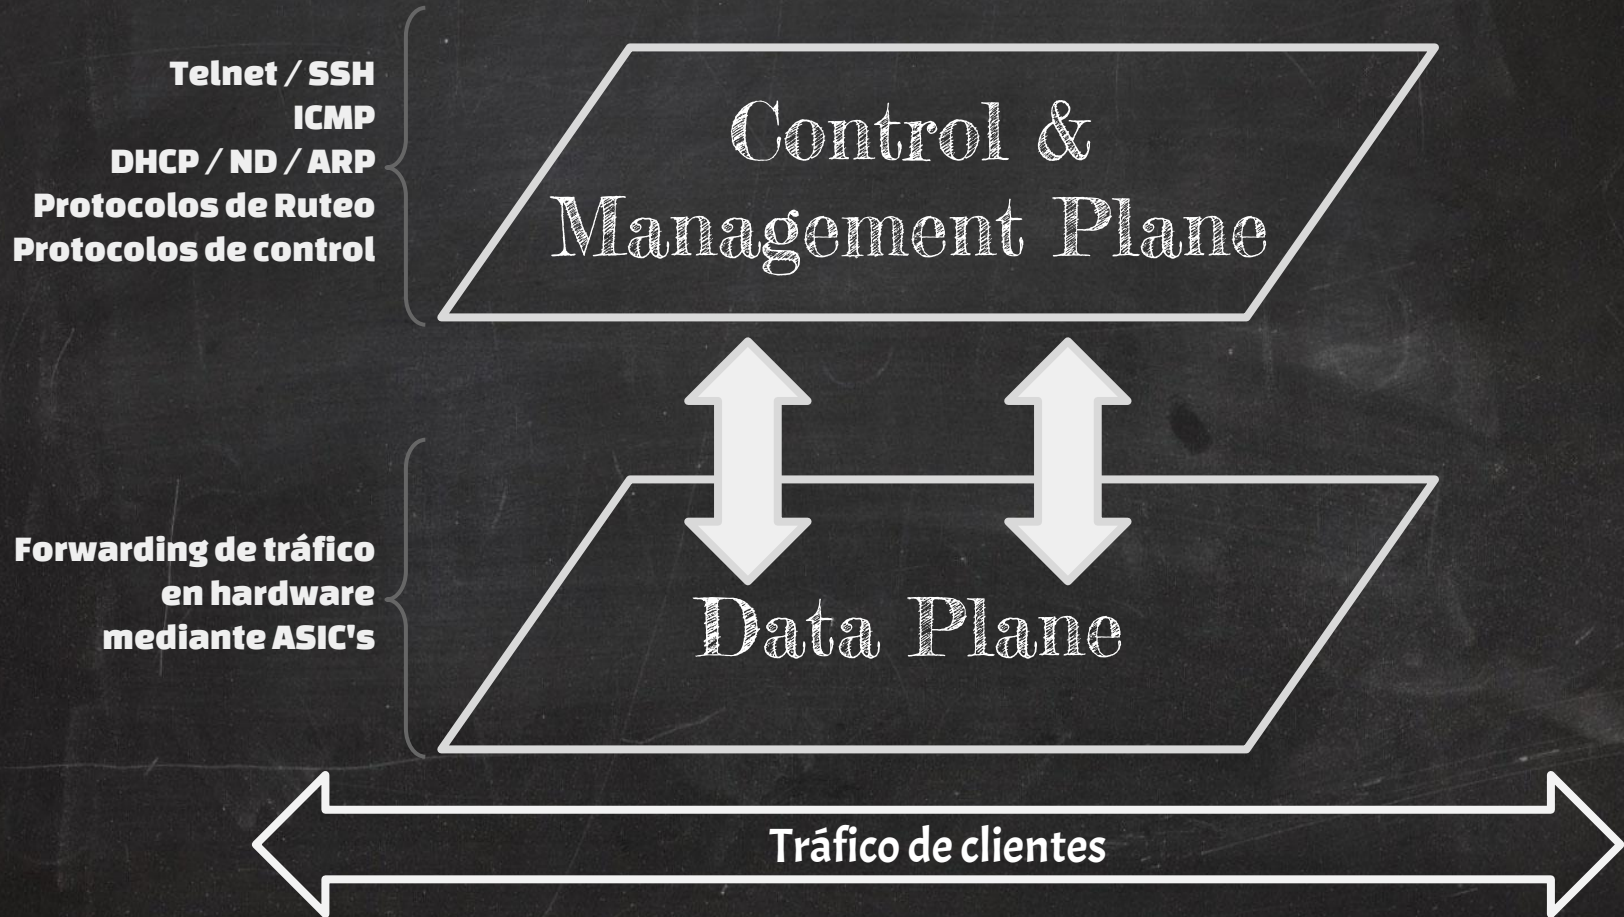 Telnet / SSH
ICMP
DHCP / ND / ARP
Protocolos de Ruteo
Protocolos de control
Control &
Management Plane
Forwarding de tráfico
en hardware
mediante ASIC's
Data Plane
Tráfico de clientes